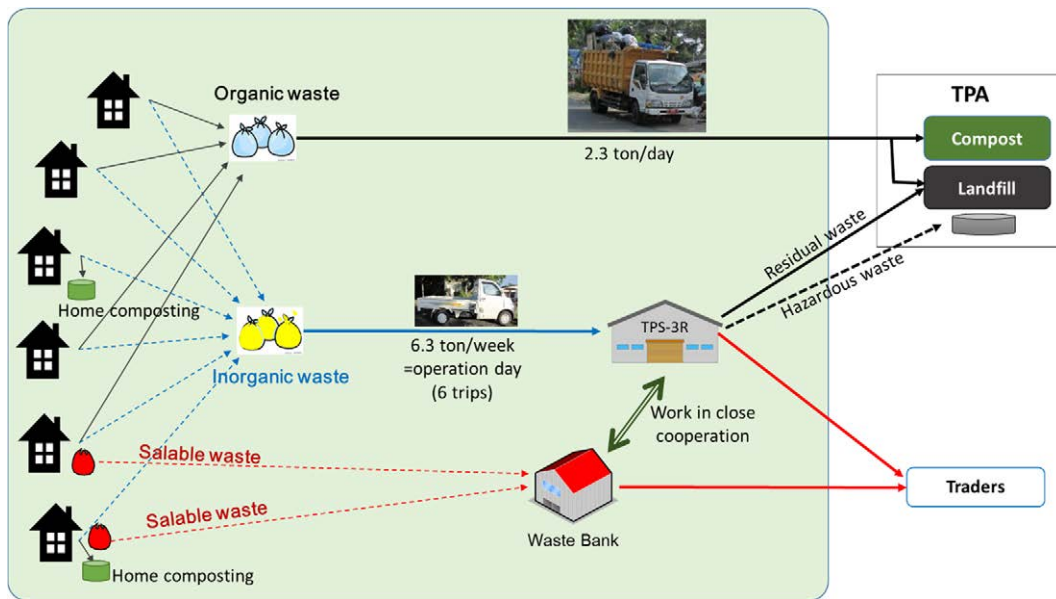 Organic waste
2.3 ton/day
TPA
Compost
Landfill
Residual waste
Hazardous waste
Home composting
Inorganic waste
6.3 ton/week
=operation day
(6 trips)
TPS-3R
Work in close
cooperation
Salable waste
Salable waste
Waste Bank
Traders
Home composting